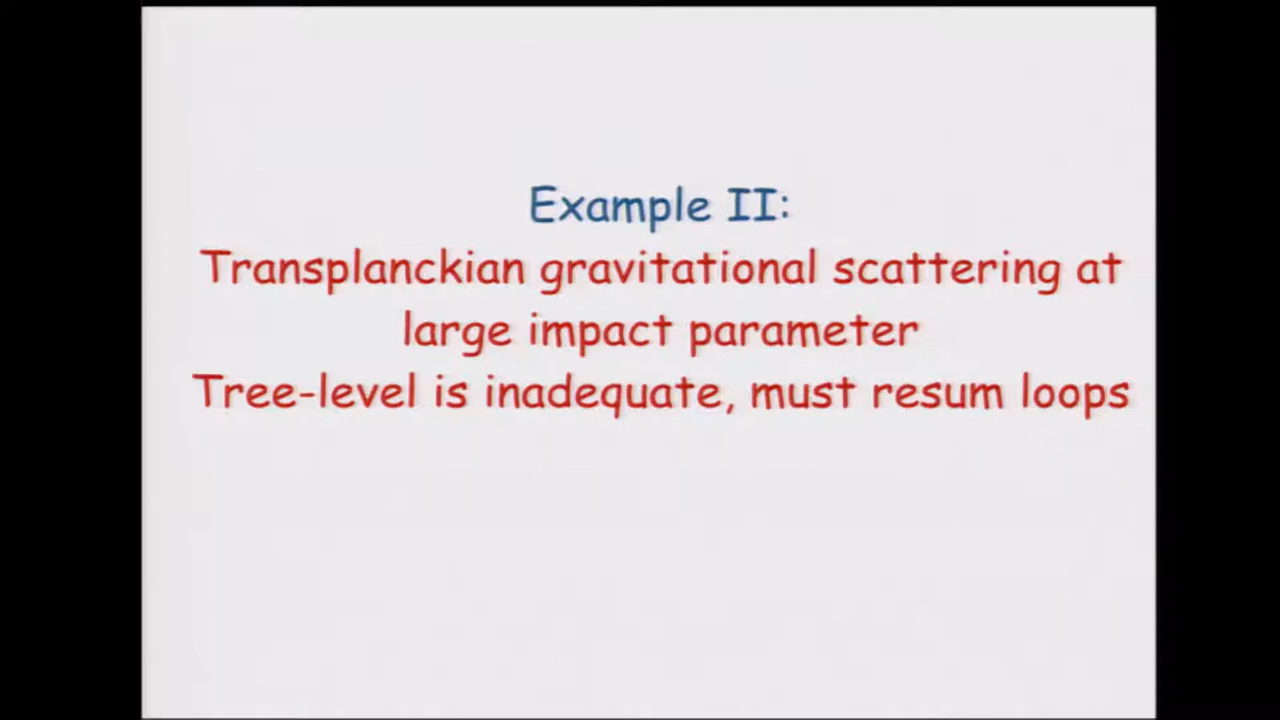 Example II:
Transplanckian gravitational scattering at
large impact parameter
Tree-level is inadequate, must resum loops